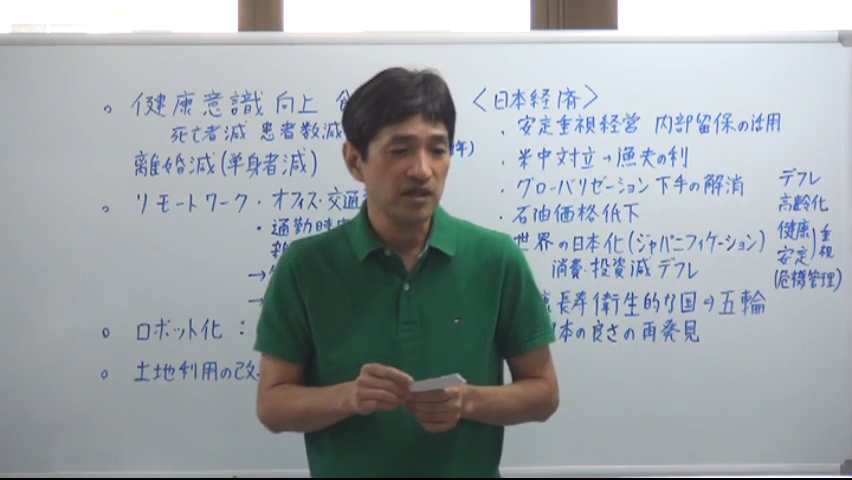 。健康意識向上
死亡者減 患者数減
離婚減(単身者減)
。リモートワーク・オフィス・交通
・通勤時
。ロボット化:
。土地利用の改
<日本経済>
・安定重視経営 内部留保の活用
・米中対立→漁夫の利
・グローバリゼーション下手の解消
・石油価格低下
世界の日本化(ジャパニフィケーション)
消費・投資減 デフレ
長寿衛生的な国⇒五輪
本の良さの再発見
デフレ
高齢化
健康
安定
重視
(危機管理)